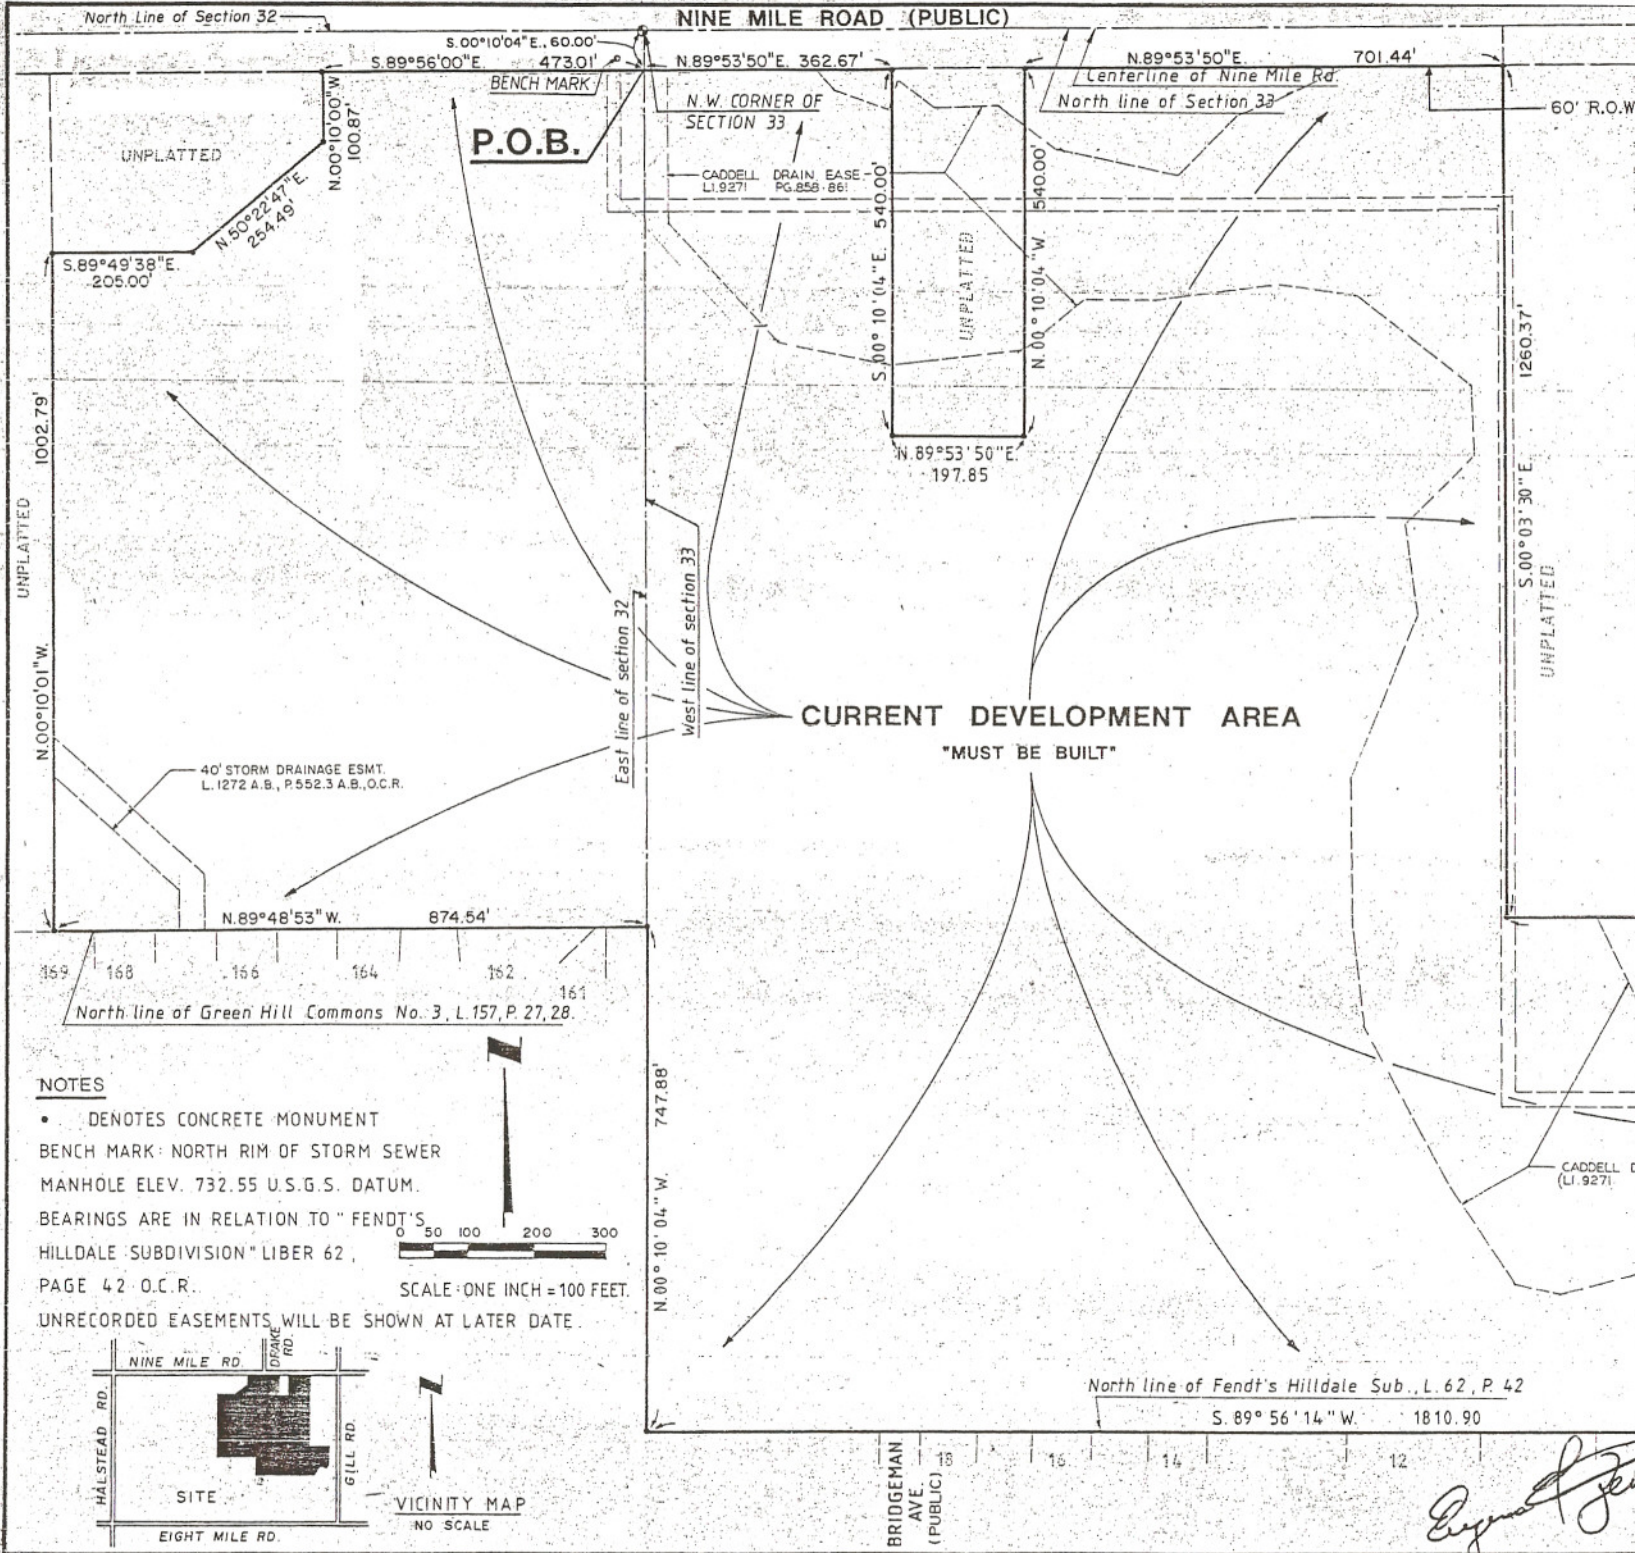 North Line of Section 32
NINE MILE ROAD (PUBLIC)
S.00°10'04"E., 60.00'
S.89°56'00"E. 473.01'
N.89°53'50"E. 362.67'
N.89°53'50"E. 701.44'
BENCH MARK
Centerline of Nine Mile Rd.
North line of Section 33
60' R.O.W
N.W. CORNER OF
SECTION 33
P.O.B.
UNPLATTED
N.00°10'00"W.
100.87'
N.50°22'47"E.
254.49'
S.89°49'38"E.
205.00'
CADDELL DRAIN EASE.
LI.9271 PG.858-861
S.00°10'04"E. 540.00'
UNPLATTED
N.00°10'04"W. 540.00'
N.89°53'50"E.
197.85
1002.79'
UNPLATTED
N.00°10'01"W.
1260.37'
S.00°03'30"E.
UNPLATTED
East line of section 32
West line of section 33
CURRENT DEVELOPMENT AREA
"MUST BE BUILT"
40' STORM DRAINAGE ESMT.
L.1272 A.B., P.552.3 A.B.,O.C.R.
N.89°48'53"W. 874.54'
169 168 166 164 162 161
North line of Green Hill Commons No. 3, L.157, P. 27, 28.
NOTES
• DENOTES CONCRETE MONUMENT
BENCH MARK: NORTH RIM OF STORM SEWER
MANHOLE ELEV. 732.55 U.S.G.S. DATUM.
BEARINGS ARE IN RELATION TO "FENDT'S
HILLDALE SUBDIVISION" LIBER 62,
PAGE 42 O.C.R.
UNRECORDED EASEMENTS WILL BE SHOWN AT LATER DATE.
N
0 50 100 200 300
SCALE: ONE INCH = 100 FEET.
N.00°10'04"W. 747.88'
CADDELL D
(LI.9271
NINE MILE RD.
DRAKE RD.
HALSTEAD RD.
GILL RD.
SITE
EIGHT MILE RD.
N
VICINITY MAP
NO SCALE
North line of Fendt's Hilldale Sub., L. 62, P. 42
S.89°56'14"W. 1810.90
BRIDGEMAN
AVE.
(PUBLIC)
18 16 14 12